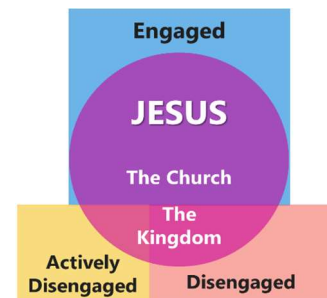 Engaged
JESUS
The Church
The
Kingdom
Actively
Disengaged
Disengaged